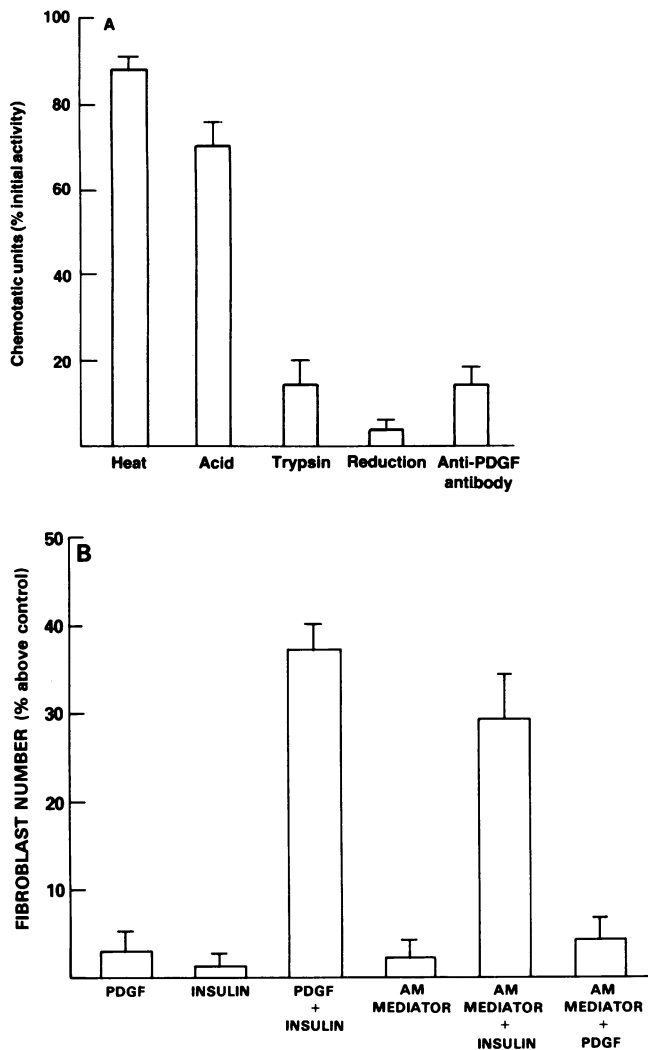 A
Chemotatic units (% initial activity)
100
80
60
40
20
Heat Acid Trypsin Reduction Anti-PDGF
antibody
B
FIBROBLAST NUMBER (% above control)
50
40
30
20
10
PDGF INSULIN PDGF
+
INSULIN
AM
MEDIATOR
AM
MEDIATOR
+
INSULIN
AM
MEDIATOR
+
PDGF